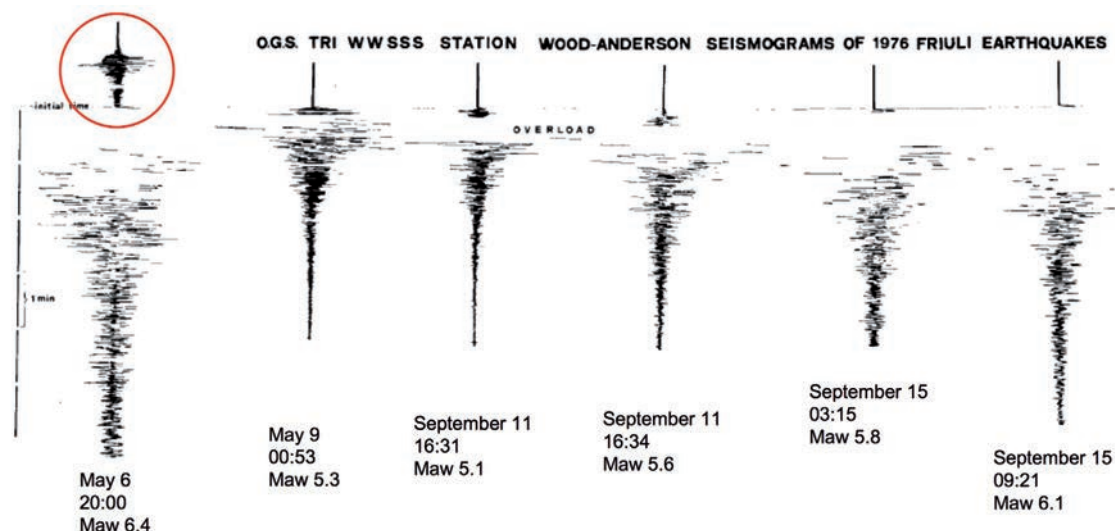 O.G.S. TRI WWSSS STATION WOOD-ANDERSON SEISMOGRAMS OF 1976 FRIULI EARTHQUAKES
initial time
OVERLOAD
1 min
May 6
20:00
Maw 6.4
May 9
00:53
Maw 5.3
September 11
16:31
Maw 5.1
September 11
16:34
Maw 5.6
September 15
03:15
Maw 5.8
September 15
09:21
Maw 6.1